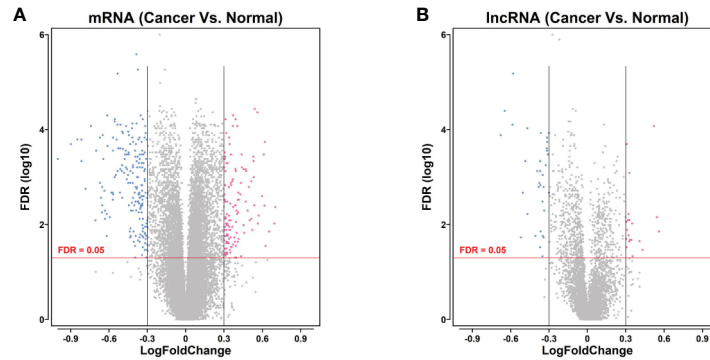 A
mRNA (Cancer Vs. Normal)
6
4
2
0
FDR (log10)
FDR = 0.05
-0.9
-0.6
-0.3
0
0.3
0.6
0.9
LogFoldChange
B
lncRNA (Cancer Vs. Normal)
6
4
2
0
FDR (log10)
FDR = 0.05
-0.9
-0.6
-0.3
0
0.3
0.6
0.9
LogFoldChange